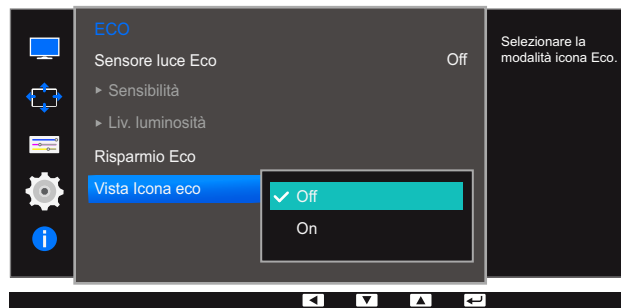 ECO
Sensore luce Eco Off
▸ Sensibilità
▸ Liv. luminosità
Risparmio Eco
Vista Icona eco
Off
On
Selezionare la
modalità icona Eco.